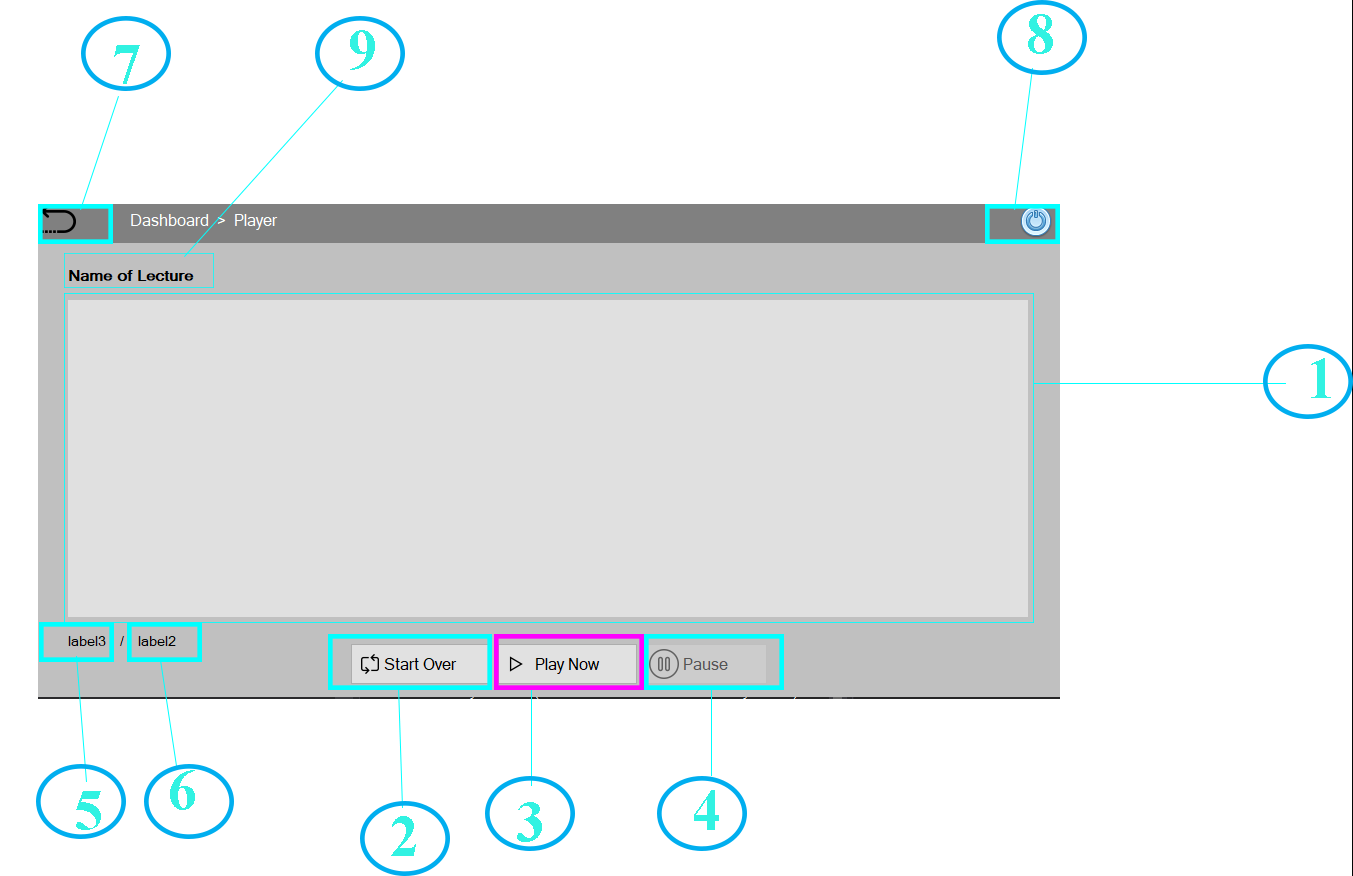 7 9 8
Dashboard > Player
Name of Lecture
1
label3 / label2
Start Over Play Now Pause
5 6 2 3 4